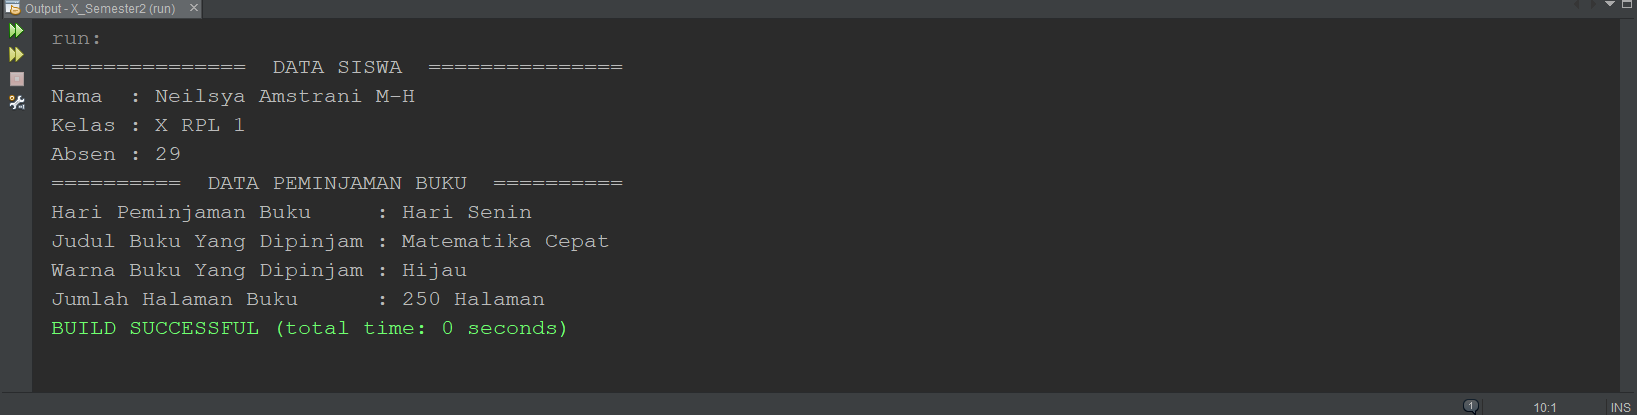 Output - X_Semester2 (run) ×
run:
===============  DATA SISWA  ===============
Nama  : Neilsya Amstrani M-H
Kelas : X RPL 1
Absen : 29
==========  DATA PEMINJAMAN BUKU  ==========
Hari Peminjaman Buku     : Hari Senin
Judul Buku Yang Dipinjam : Matematika Cepat
Warna Buku Yang Dipinjam : Hijau
Jumlah Halaman Buku      : 250 Halaman
BUILD SUCCESSFUL (total time: 0 seconds)
1 10:1 INS